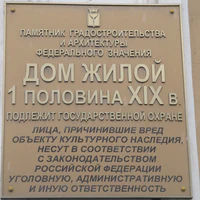 ПАМЯТНИК ГРАДОСТРОИТЕЛЬСТВА
И АРХИТЕКТУРЫ
ФЕДЕРАЛЬНОГО ЗНАЧЕНИЯ
ДОМ ЖИЛОЙ
1 ПОЛОВИНА XIX В.
ПОДЛЕЖИТ ГОСУДАРСТВЕННОЙ ОХРАНЕ
ЛИЦА, ПРИЧИНИВШИЕ ВРЕД
ОБЪЕКТУ КУЛЬТУРНОГО НАСЛЕДИЯ,
НЕСУТ В СООТВЕТСТВИИ
С ЗАКОНОДАТЕЛЬСТВОМ
РОССИЙСКОЙ ФЕДЕРАЦИИ
УГОЛОВНУЮ, АДМИНИСТРАТИВНУЮ
И ИНУЮ ОТВЕТСТВЕННОСТЬ